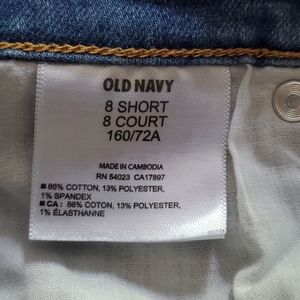 OLD NAVY
8 SHORT
8 COURT
160/72A
MADE IN CAMBODIA
RN 54023 CA17897
■ 86% COTTON, 13% POLYESTER,
1% SPANDEX
■ CA : 86% COTON, 13% POLYESTER,
1% ÉLASTHANNE